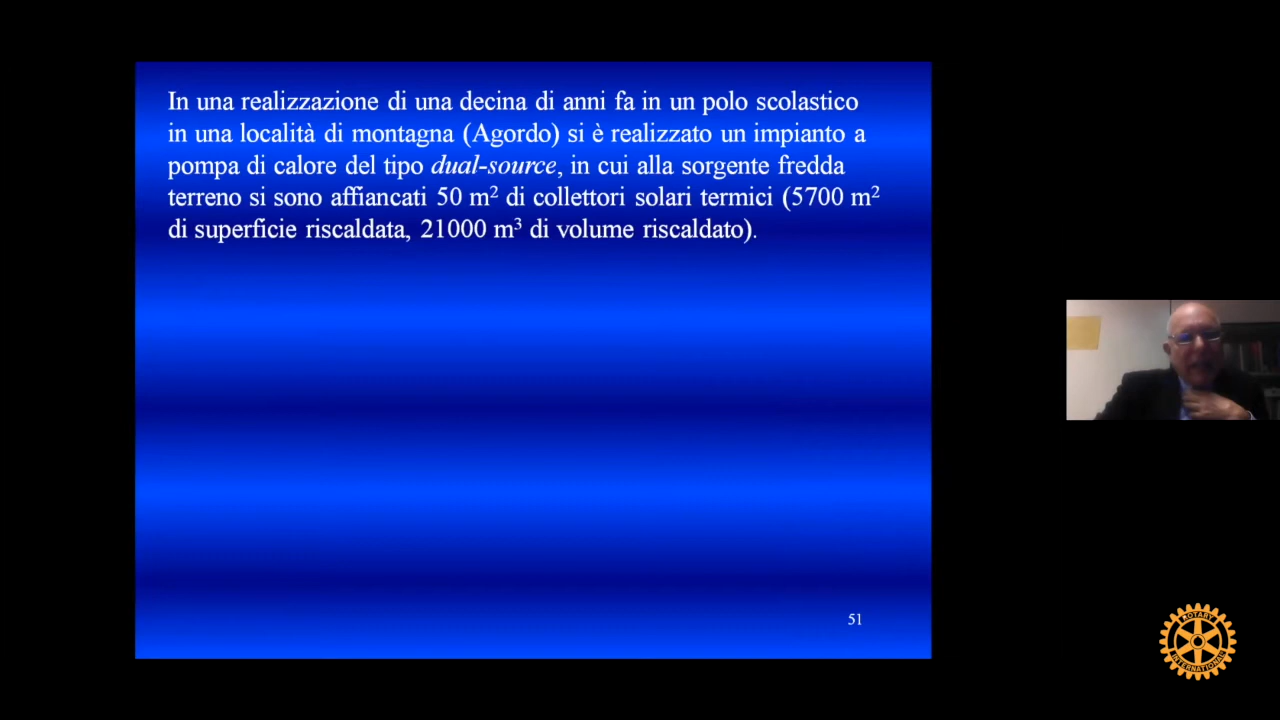 In una realizzazione di una decina di anni fa in un polo scolastico
in una località di montagna (Agordo) si è realizzato un impianto a
pompa di calore del tipo dual-source, in cui alla sorgente fredda
terreno si sono affiancati 50 m² di collettori solari termici (5700 m²
di superficie riscaldata, 21000 m³ di volume riscaldato).
51
ROTARY
INTERNATIONAL